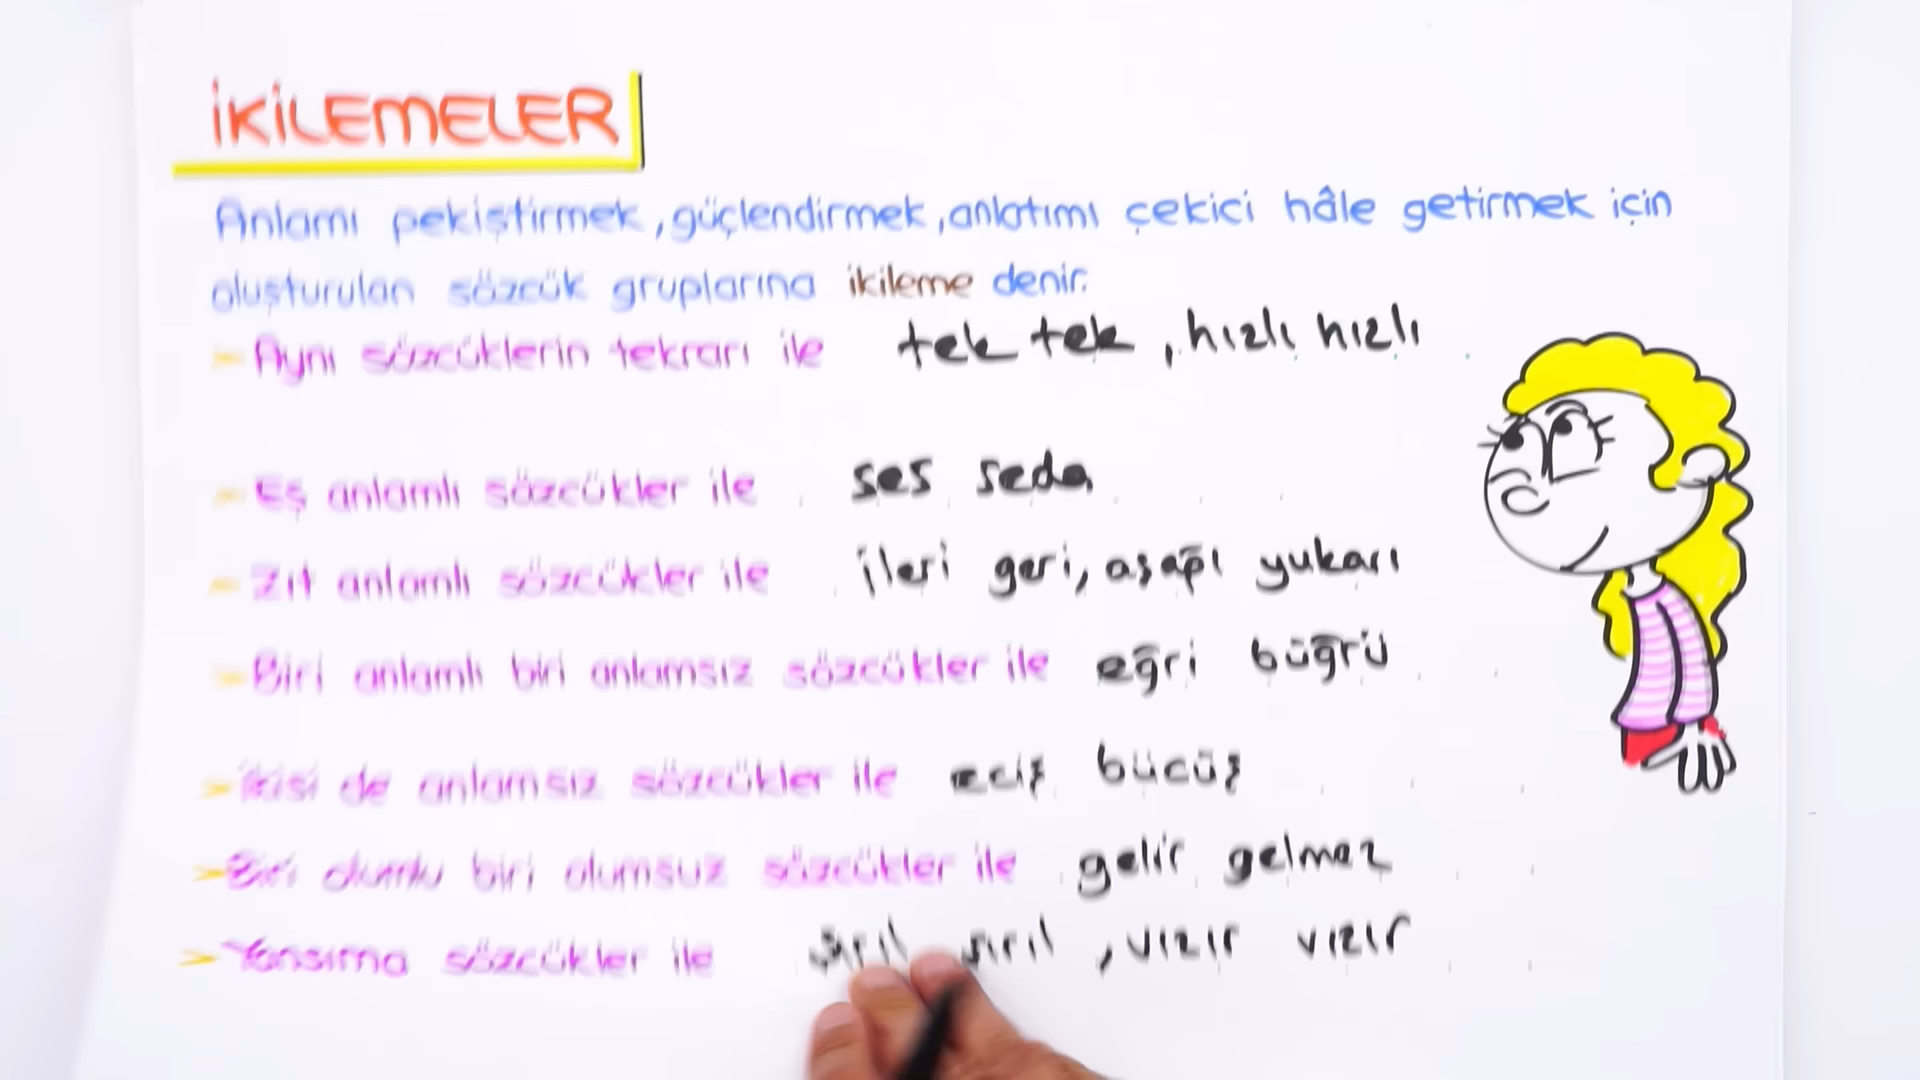 İKİLEMELER
Anlamı pekiştirmek, güçlendirmek, anlatımı çekici hâle getirmek için
oluşturulan sözcük gruplarına ikileme denir.
➤ Aynı sözcüklerin tekrarı ile tek tek, hızlı hızlı
➤ Eş anlamlı sözcükler ile ses seda
➤ Zıt anlamlı sözcükler ile ileri geri, aşağı yukarı
➤ Biri anlamlı biri anlamsız sözcükler ile eğri büğrü
➤ İkisi de anlamsız sözcükler ile eciş bücüş
➤ Biri olumlu biri olumsuz sözcükler ile gelir gelmez
➤ Yansıma sözcükler ile şırıl şırıl, vızır vızır